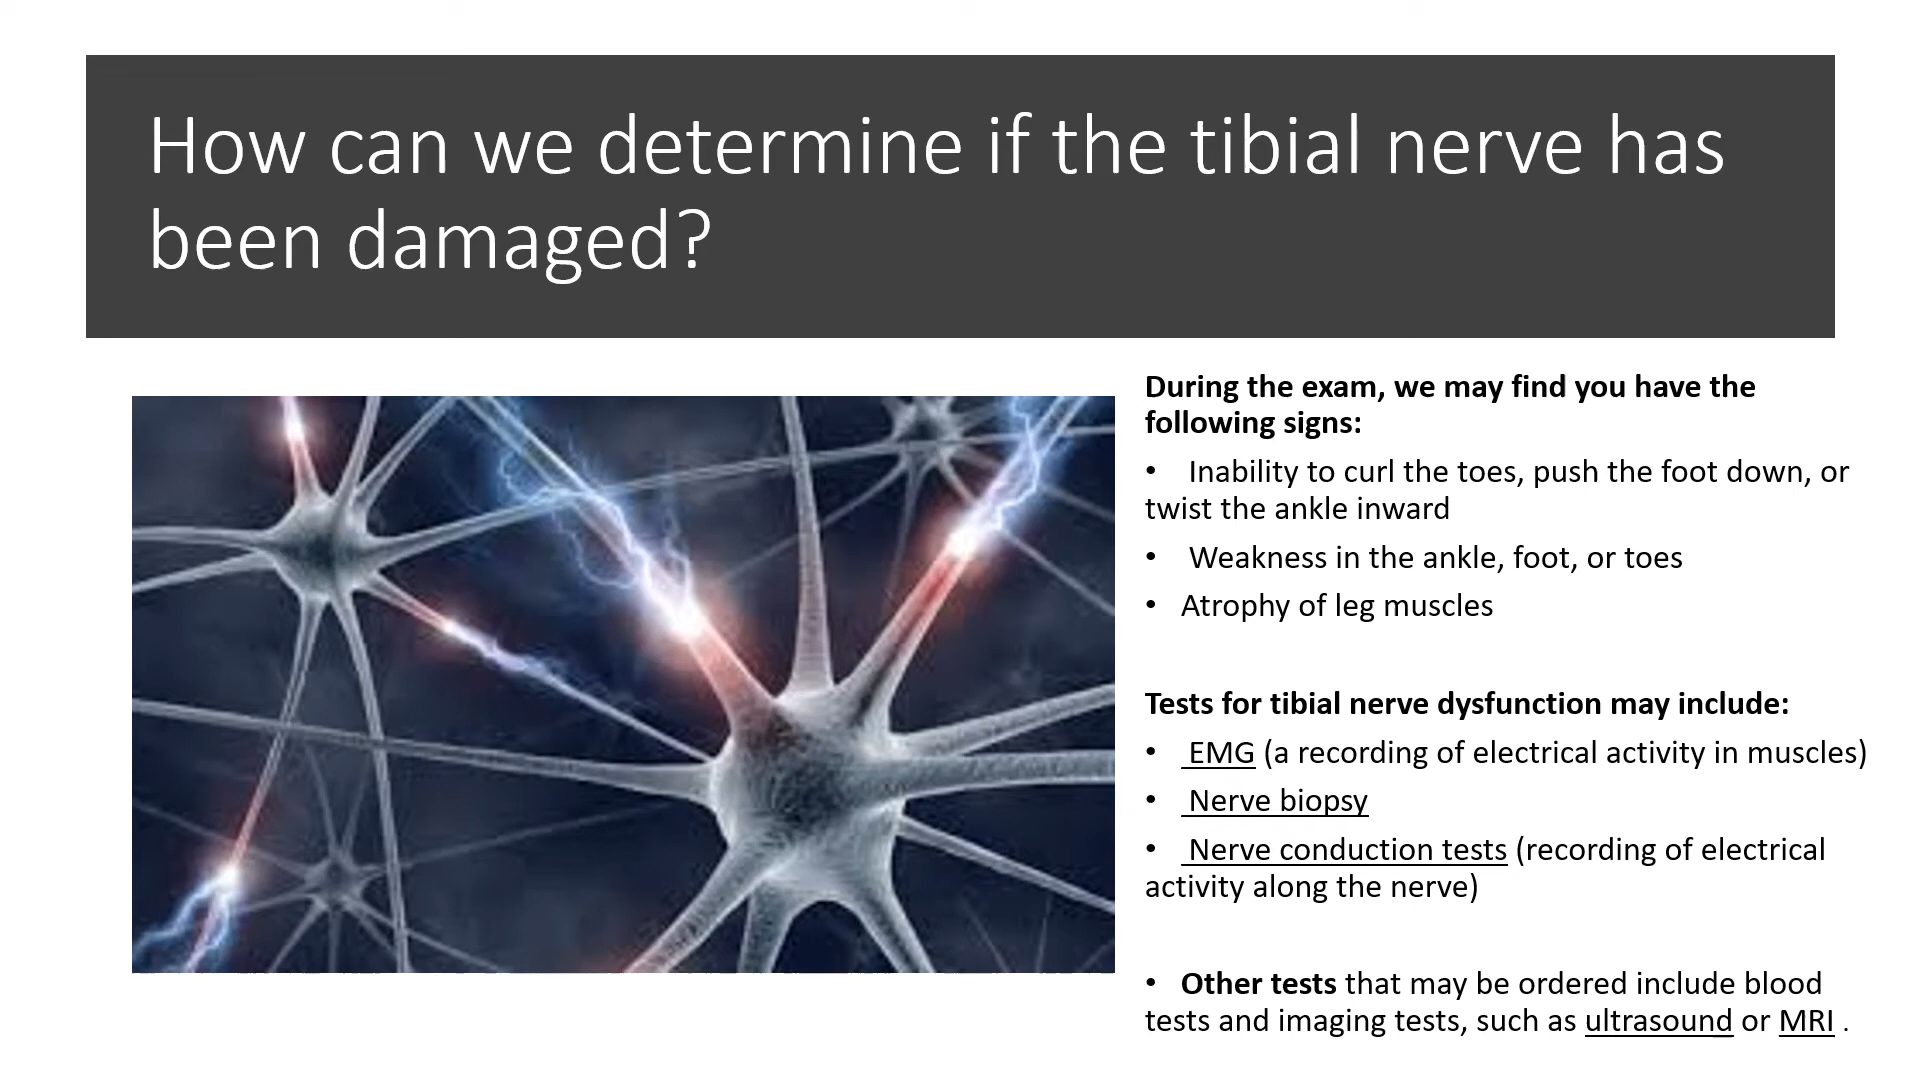 How can we determine if the tibial nerve has
been damaged?
During the exam, we may find you have the
following signs:
• Inability to curl the toes, push the foot down, or
twist the ankle inward
• Weakness in the ankle, foot, or toes
• Atrophy of leg muscles
Tests for tibial nerve dysfunction may include:
• EMG (a recording of electrical activity in muscles)
• Nerve biopsy
• Nerve conduction tests (recording of electrical
activity along the nerve)
• Other tests that may be ordered include blood
tests and imaging tests, such as ultrasound or MRI .